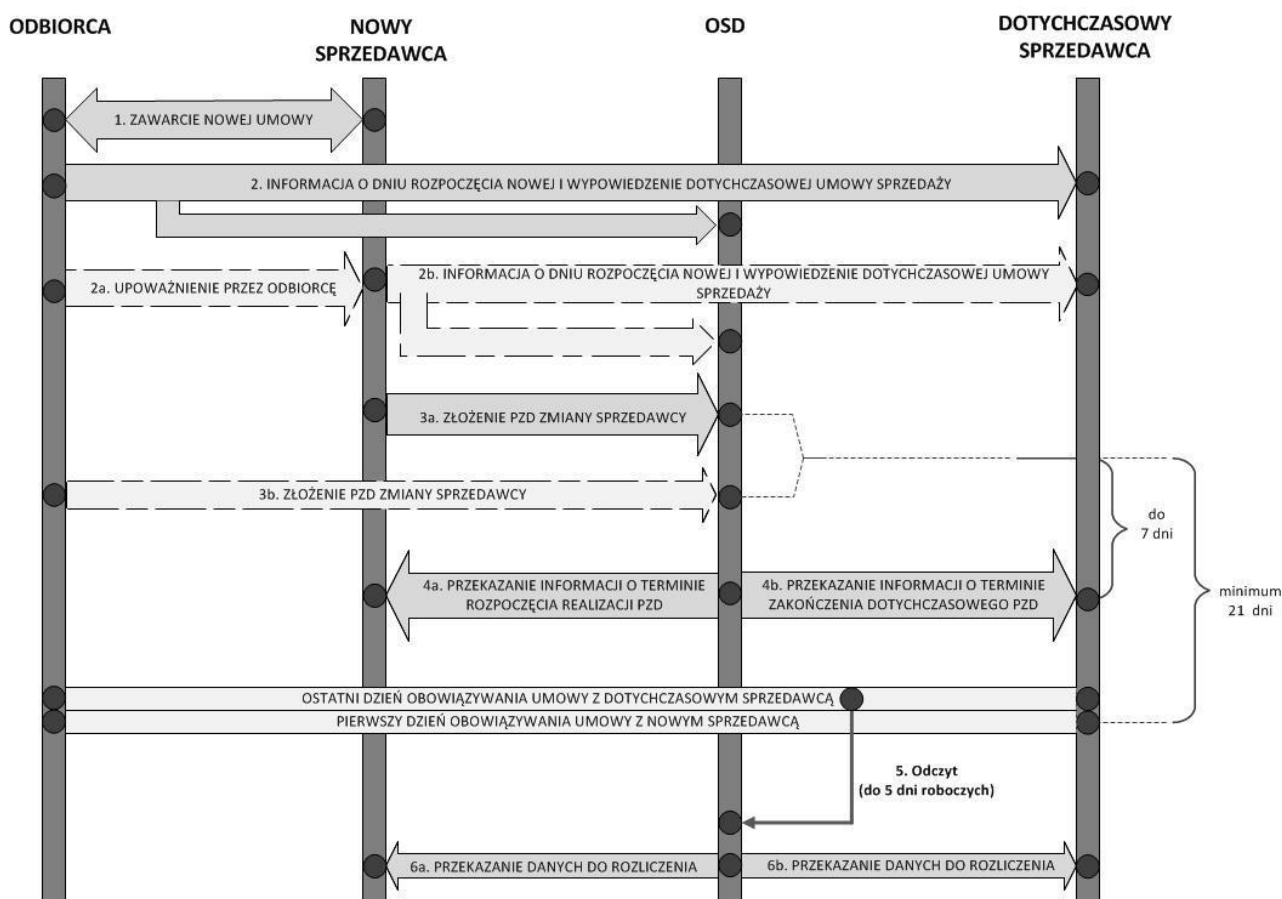 ODBIORCA
NOWY
SPRZEDAWCA
OSD
DOTYCHCZASOWY
SPRZEDAWCA
1. ZAWARCIE NOWEJ UMOWY
2. INFORMACJA O DNIU ROZPOCZĘCIA NOWEJ I WYPOWIEDZENIE DOTYCHCZASOWEJ UMOWY SPRZEDAŻY
2a. UPOWAŻNIENIE PRZEZ ODBIORCĘ
2b. INFORMACJA O DNIU ROZPOCZĘCIA NOWEJ I WYPOWIEDZENIE DOTYCHCZASOWEJ UMOWY
SPRZEDAŻY
3a. ZŁOŻENIE PZD ZMIANY SPRZEDAWCY
3b. ZŁOŻENIE PZD ZMIANY SPRZEDAWCY
do
7 dni
4a. PRZEKAZANIE INFORMACJI O TERMINIE
ROZPOCZĘCIA REALIZACJI PZD
4b. PRZEKAZANIE INFORMACJI O TERMINIE
ZAKOŃCZENIA DOTYCHCZASOWEGO PZD
minimum
21 dni
OSTATNI DZIEŃ OBOWIĄZYWANIA UMOWY Z DOTYCHCZASOWYM SPRZEDAWCĄ
PIERWSZY DZIEŃ OBOWIĄZYWANIA UMOWY Z NOWYM SPRZEDAWCĄ
5. Odczyt
(do 5 dni roboczych)
6a. PRZEKAZANIE DANYCH DO ROZLICZENIA
6b. PRZEKAZANIE DANYCH DO ROZLICZENIA